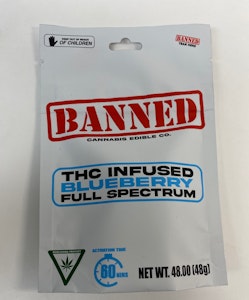 KEEP OUT OF REACH
OF CHILDREN
BANNED
BANNED
CANNABIS EDIBLE CO.
THC INFUSED
BLUEBERRY
FULL SPECTRUM
ACTIVATION TIME
60
MINS
NET WT. 48.00 (48g)